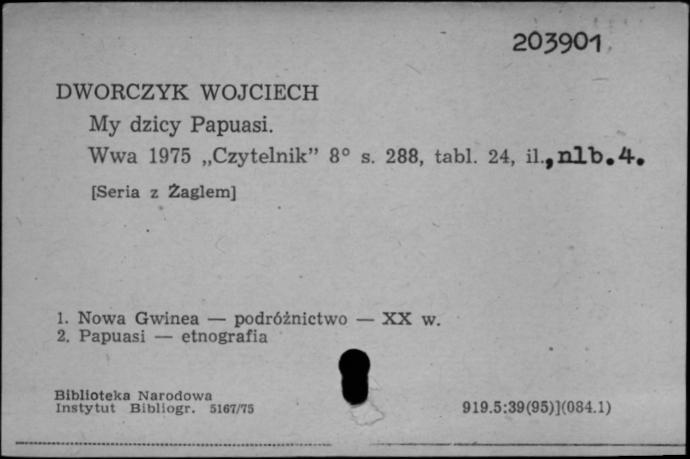 203901
DWORCZYK WOJCIECH
My dzicy Papuasi.
Wwa 1975 „Czytelnik” 8° s. 288, tabl. 24, il., nlb. 4.
[Seria z Żaglem]
1. Nowa Gwinea — podróżnictwo — XX w.
2. Papuasi — etnografia
Biblioteka Narodowa
Instytut Bibliogr. 5167/75
919.5:39(95)](084.1)